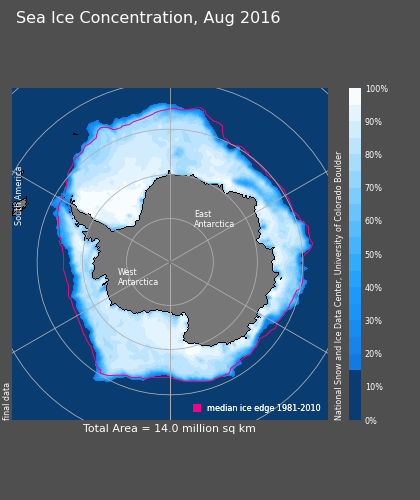 Sea Ice Concentration, Aug 2016
South America
East
Antarctica
West
Antarctica
median ice edge 1981-2010
final data
Total Area = 14.0 million sq km
National Snow and Ice Data Center, University of Colorado Boulder
100%
90%
80%
70%
60%
50%
40%
30%
20%
10%
0%